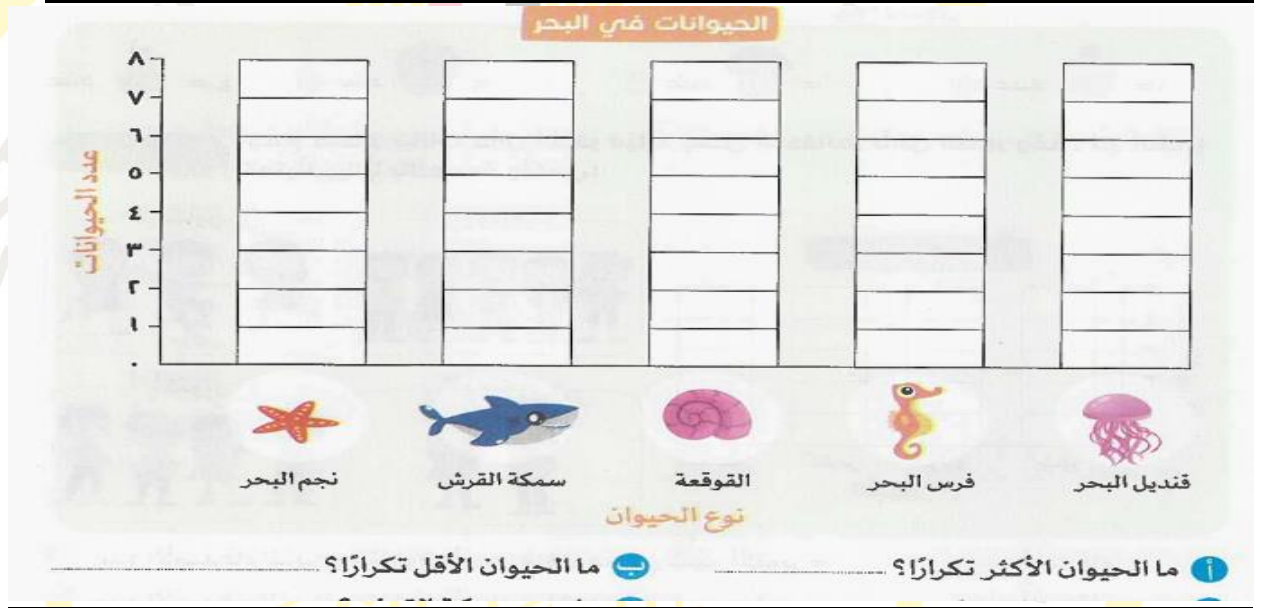 الحيوانات في البحر
٨
٧
٦
٥
٤
٣
٢
١
٠
عدد الحيوانات
نجم البحر
سمكة القرش
القوقعة
فرس البحر
قنديل البحر
نوع الحيوان
أ ما الحيوان الأكثر تكرارًا؟
ب ما الحيوان الأقل تكرارًا؟